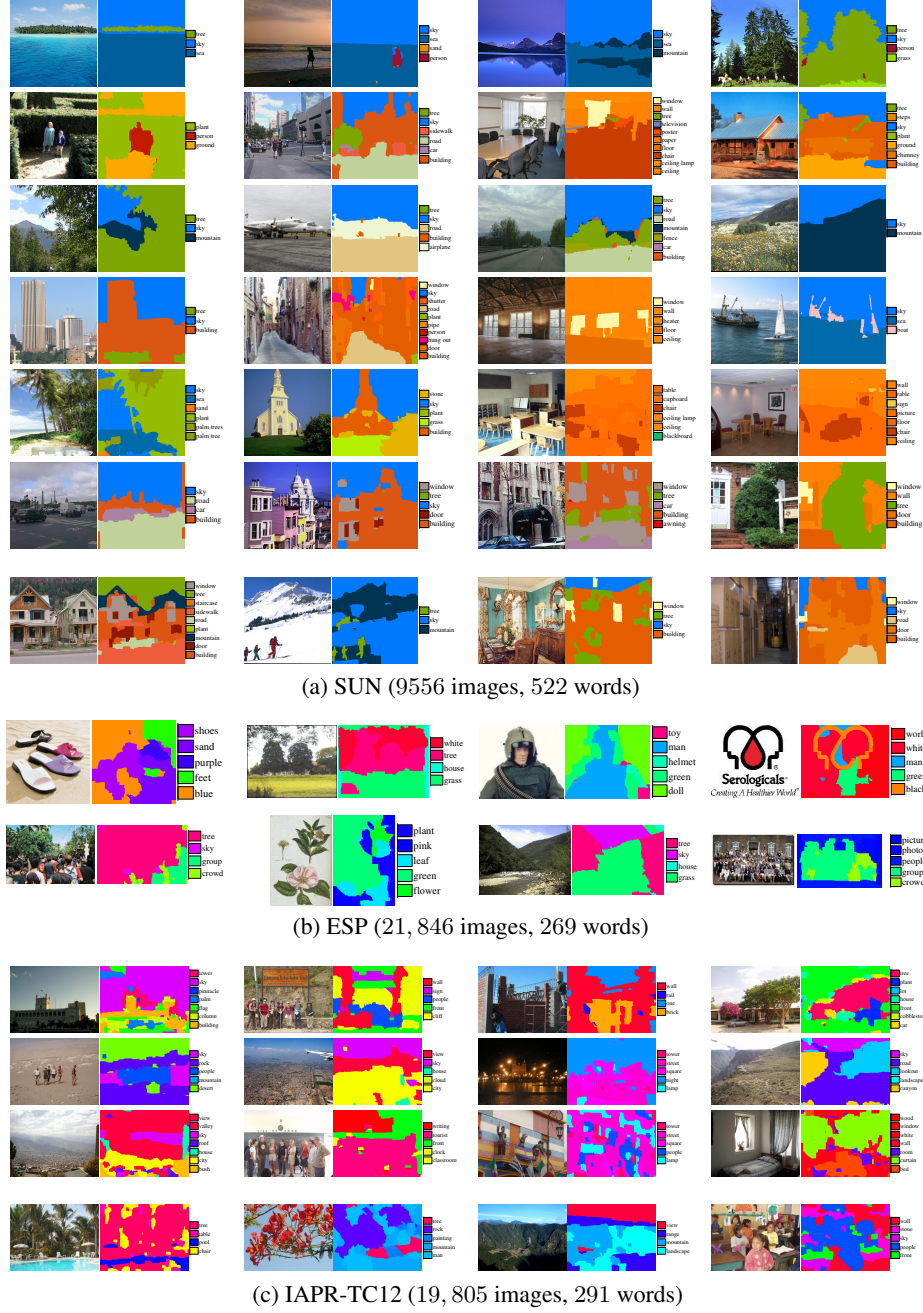 tree
sky
sea
sky
sea
sand
person
sky
sea
mountain
tree
sky
person
grass
plant
person
ground
tree
sky
sidewalk
road
car
building
window
wall
tree
television
poster
paper
floor
chair
ceiling lamp
ceiling
tree
steps
sky
plant
ground
chimney
building
tree
sky
mountain
tree
sky
road
building
airplane
tree
sky
road
mountain
fence
car
building
sky
mountain
tree
sky
building
window
sky
shutter
road
plant
pipe
person
hung out
door
building
window
wall
heater
floor
ceiling
sky
sea
boat
sky
sea
sand
plant
palm trees
palm tree
stone
sky
plant
grass
building
table
cupboard
chair
ceiling lamp
ceiling
blackboard
wall
table
sign
picture
floor
chair
ceiling
sky
road
car
building
window
tree
sky
door
building
window
tree
car
building
awning
window
wall
tree
door
building
window
tree
staircase
sidewalk
road
plant
mountain
door
building
tree
sky
mountain
window
tree
sky
building
window
sky
road
door
building
(a) SUN (9556 images, 522 words)
shoes
sand
purple
feet
blue
white
tree
house
grass
toy
man
helmet
green
doll
Serologicals
Creating A Healthier World
worl
whit
man
gree
black
tree
sky
group
crowd
plant
pink
leaf
green
flower
tree
sky
house
grass
pictur
photo
people
group
crowd
(b) ESP (21, 846 images, 269 words)
tower
sky
pinnacle
palm
flag
column
building
wall
sign
people
front
cliff
wall
rail
one
brick
tree
plant
lot
house
front
cobblesto
car
sky
rock
people
mountain
desert
view
sky
house
cloud
city
tower
street
square
night
lamp
sky
road
lookout
landscape
canyon
view
valley
sky
roof
house
city
bush
writing
tourist
front
clock
classroom
tower
street
square
people
lamp
wood
window
white
wall
room
curtain
bed
tree
table
pool
chair
tree
rock
painting
mountain
man
view
range
mountain
landscape
wall
stone
sky
people
front
(c) IAPR-TC12 (19, 805 images, 291 words)